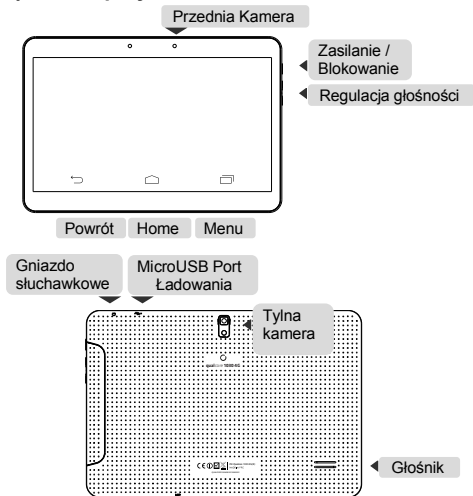 Przednia Kamera
Zasilanie /
Blokowanie
Regulacja głośności
Powrót Home Menu
Gniazdo
słuchawkowe
MicroUSB Port
Ładowania
Tylna
kamera
Głośnik